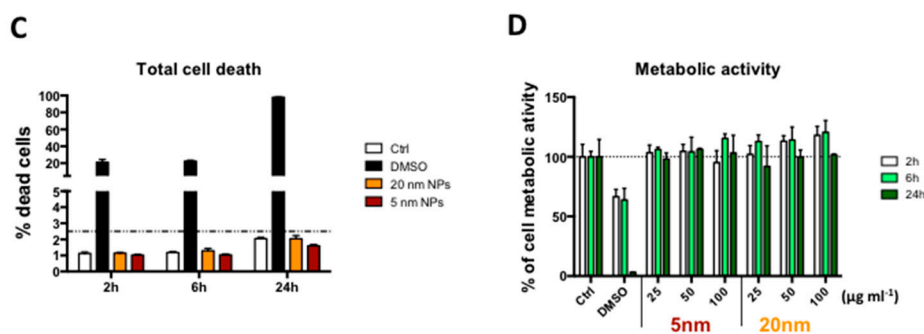 C
Total cell death
% dead cells
100
80
60
40
20
5
4
3
2
1
0
2h
6h
24h
Ctrl
DMSO
20 nm NPs
5 nm NPs
D
Metabolic activity
% of cell metabolic ativity
150
100
50
0
Ctrl
DMSO
25
50
100
25
50
100
(µg ml⁻¹)
5nm
20nm
2h
6h
24h